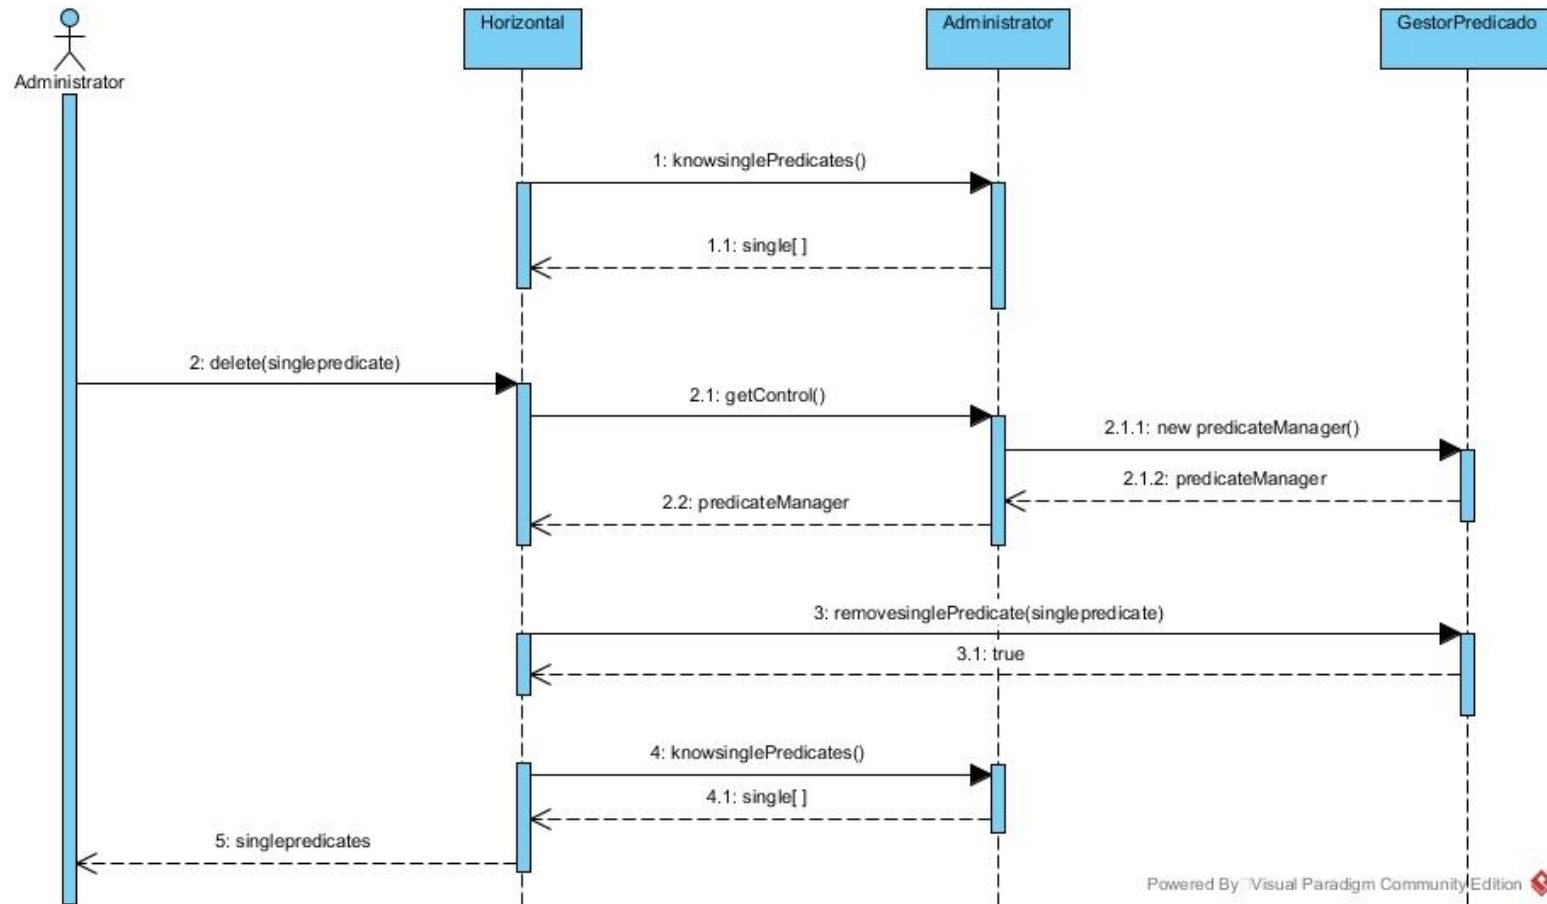 Horizontal
Administrator
GestorPredicado
Administrator
1: knowsinglePredicates()
1.1: single[ ]
2: delete(singlepredicate)
2.1: getControl()
2.1.1: new predicateManager()
2.1.2: predicateManager
2.2: predicateManager
3: removesinglePredicate(singlepredicate)
3.1: true
4: knowsinglePredicates()
4.1: single[ ]
5: singlepredicates
Powered By Visual Paradigm Community Edition